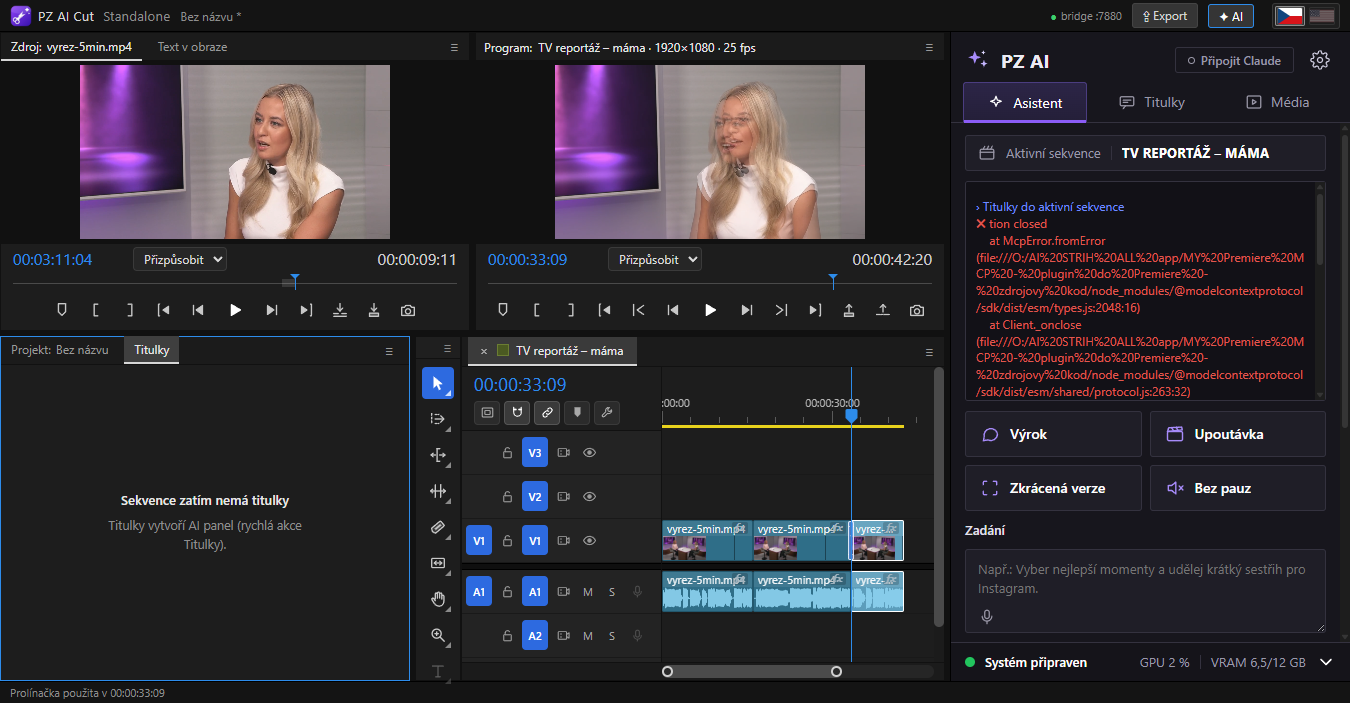 PZ AI Cut Standalone Bez názvu *
bridge :7880 Export AI
Zdroj: vyrez-5min.mp4 Text v obraze
Program: TV reportáž – máma · 1920×1080 · 25 fps
00:03:11:04 Přizpůsobit 00:00:09:11
00:00:33:09 Přizpůsobit 00:00:42:20
Projekt: Bez názvu Titulky
Sekvence zatím nemá titulky
Titulky vytvoří AI panel (rychlá akce
Titulky).
× TV reportáž – máma
00:00:33:09
:00:00 00:00:30:00
V3
V2
V1 V1
vyrez-5min.mp4 fx vyrez-5min.mp4 fx vyrez- fx
A1 A1 M S
vyrez-5min.mp4 fx vyrez-5min.mp4 fx vyrez- fx
A2 M S
PZ AI Připojit Claude
Asistent Titulky Média
Aktivní sekvence TV REPORTÁŽ – MÁMA
› Titulky do aktivní sekvence
✕ tion closed
at McpError.fromError
(file:///O:/AI%20STRIH%20ALL%20app/MY%20Premiere%20M
CP%20-%20plugin%20do%20Premiere%20-
%20zdrojovy%20kod/node_modules/@modelcontextprotocol
/sdk/dist/esm/types.js:2048:16)
at Client._onclose
(file:///O:/AI%20STRIH%20ALL%20app/MY%20Premiere%20M
CP%20-%20plugin%20do%20Premiere%20-
%20zdrojovy%20kod/node_modules/@modelcontextprotocol
/sdk/dist/esm/shared/protocol.js:263:32)
Výrok Upoutávka
Zkrácená verze Bez pauz
Zadání
Např.: Vyber nejlepší momenty a udělej krátký sestřih pro
Instagram.
Systém připraven GPU 2 % VRAM 6,5/12 GB
Prolínačka použita v 00:00:33:09